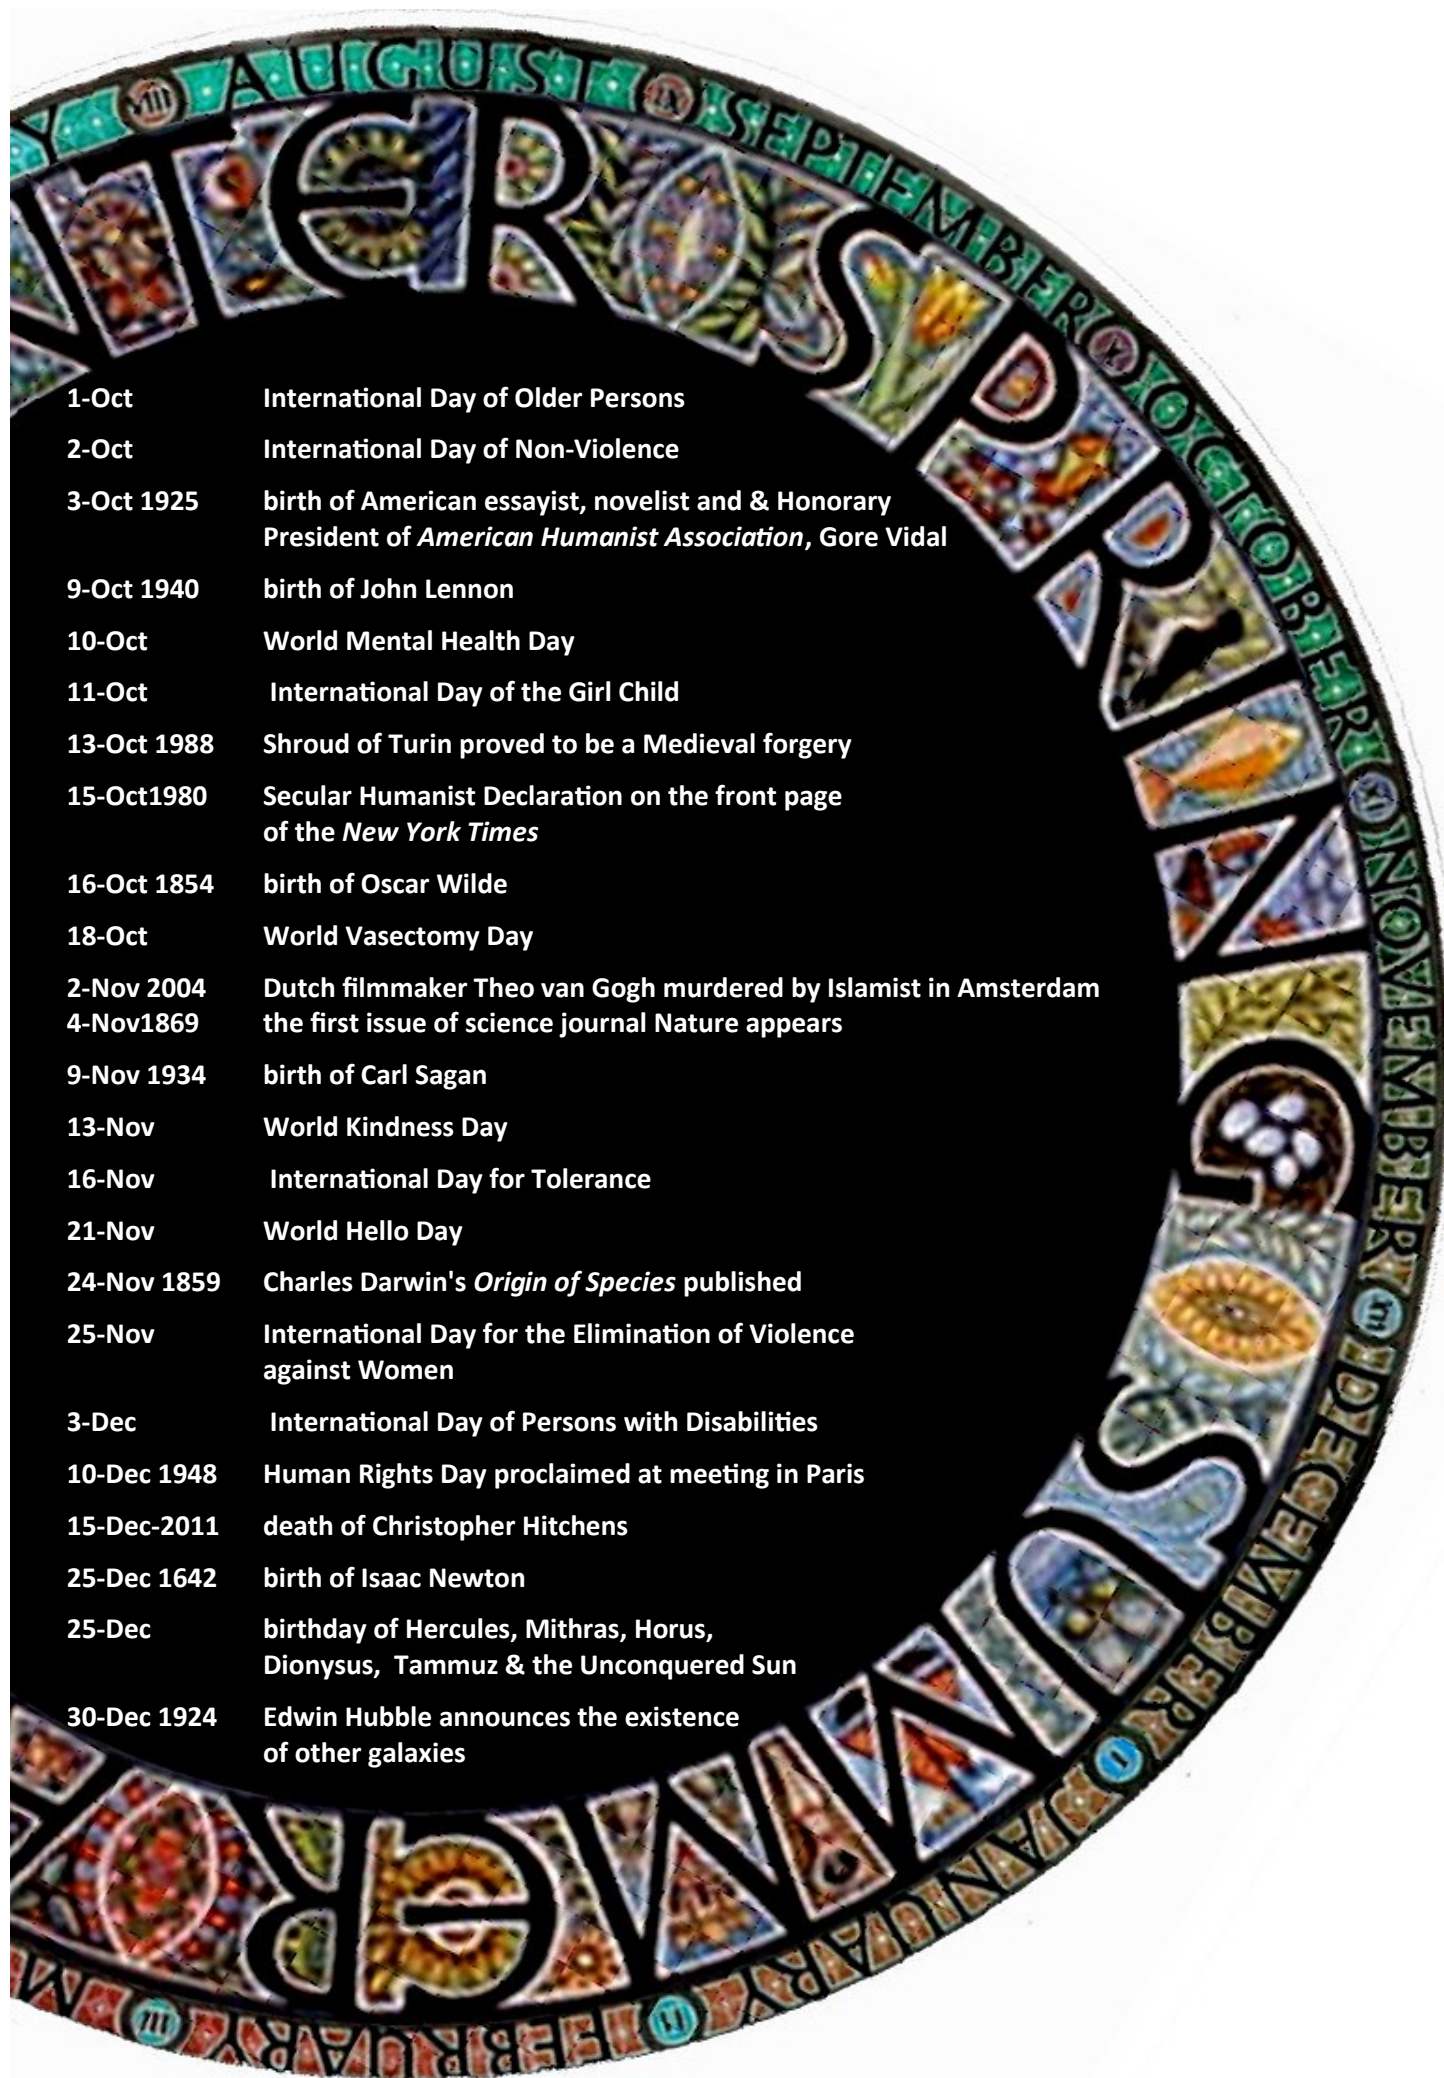 Y VIII AUGUST IX SEPTEMBER X OCTOBER XI NOVEMBER XII DECEMBER I JANUARY II FEBRUARY III M
NTER SPRING SUMMER
1-Oct International Day of Older Persons
2-Oct International Day of Non-Violence
3-Oct 1925 birth of American essayist, novelist and & Honorary
President of American Humanist Association, Gore Vidal
9-Oct 1940 birth of John Lennon
10-Oct World Mental Health Day
11-Oct International Day of the Girl Child
13-Oct 1988 Shroud of Turin proved to be a Medieval forgery
15-Oct1980 Secular Humanist Declaration on the front page
of the New York Times
16-Oct 1854 birth of Oscar Wilde
18-Oct World Vasectomy Day
2-Nov 2004 Dutch filmmaker Theo van Gogh murdered by Islamist in Amsterdam
4-Nov1869 the first issue of science journal Nature appears
9-Nov 1934 birth of Carl Sagan
13-Nov World Kindness Day
16-Nov International Day for Tolerance
21-Nov World Hello Day
24-Nov 1859 Charles Darwin's Origin of Species published
25-Nov International Day for the Elimination of Violence
against Women
3-Dec International Day of Persons with Disabilities
10-Dec 1948 Human Rights Day proclaimed at meeting in Paris
15-Dec-2011 death of Christopher Hitchens
25-Dec 1642 birth of Isaac Newton
25-Dec birthday of Hercules, Mithras, Horus,
Dionysus, Tammuz & the Unconquered Sun
30-Dec 1924 Edwin Hubble announces the existence
of other galaxies